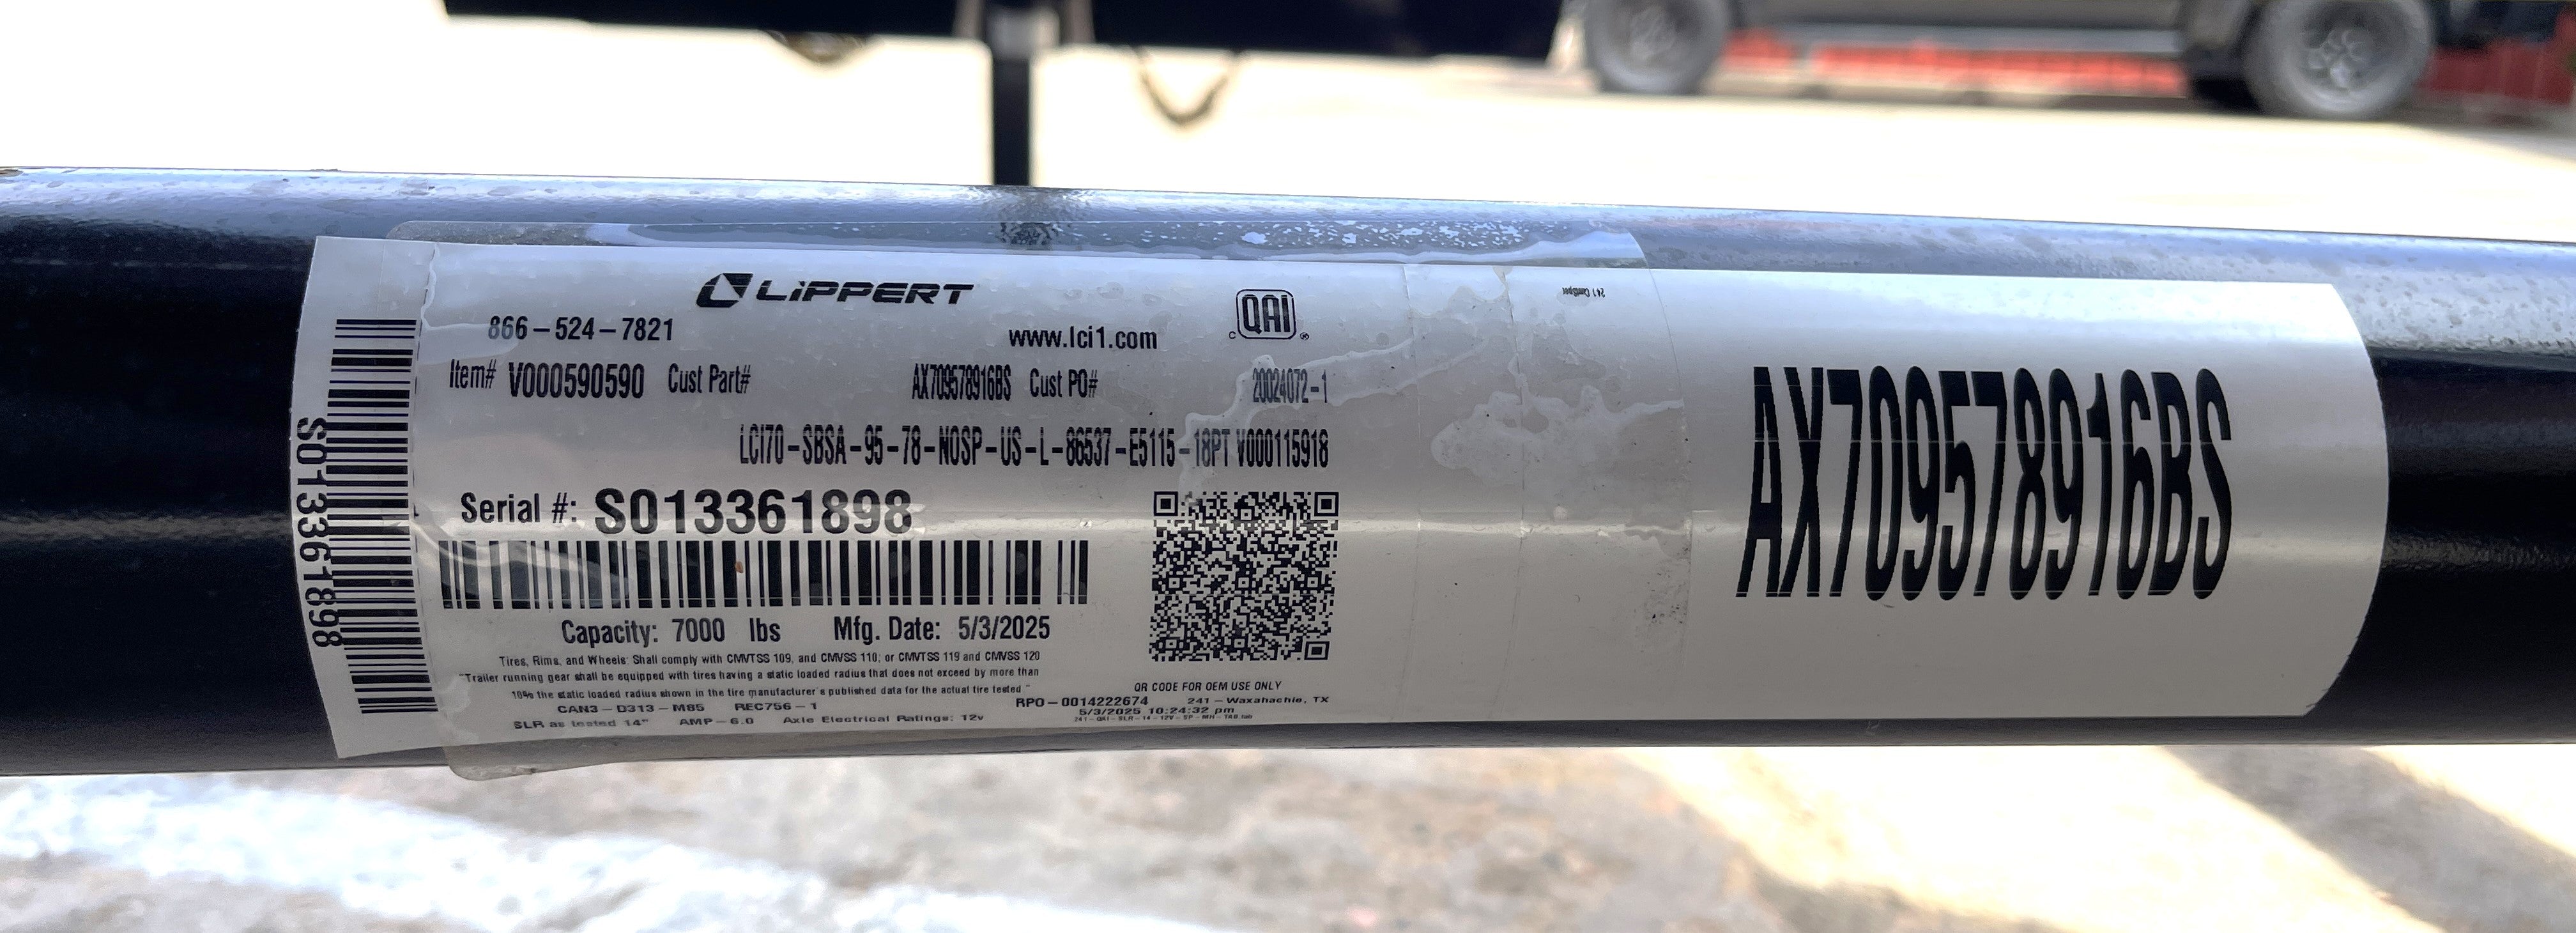 LIPPERT
866-524-7821
www.lci1.com
c QAI ®
Item# V000590590 Cust Part# AX709578916BS Cust PO# 20024072-1
LCI70-SBSA-95-78-NOSP-US-L-86537-E5115-18PT V000115918
Serial #: S013361898
S013361898
Capacity: 7000 lbs Mfg. Date: 5/3/2025
Tires, Rims, and Wheels: Shall comply with CMVTSS 109, and CMVSS 110; or CMVTSS 119 and CMVSS 120
"Trailer running gear shall be equipped with tires having a static loaded radius that does not exceed by more than
10% the static loaded radius shown in the tire manufacturer's published data for the actual tire tested"
CAN3-D313-M85 REC756-1
SLR as tested 14" AMP-6.0 Axle Electrical Ratings: 12v
QR CODE FOR OEM USE ONLY
RPO-0014222674 241-Waxahachie, TX
5/3/2025 10:24:32 pm
AX709578916BS